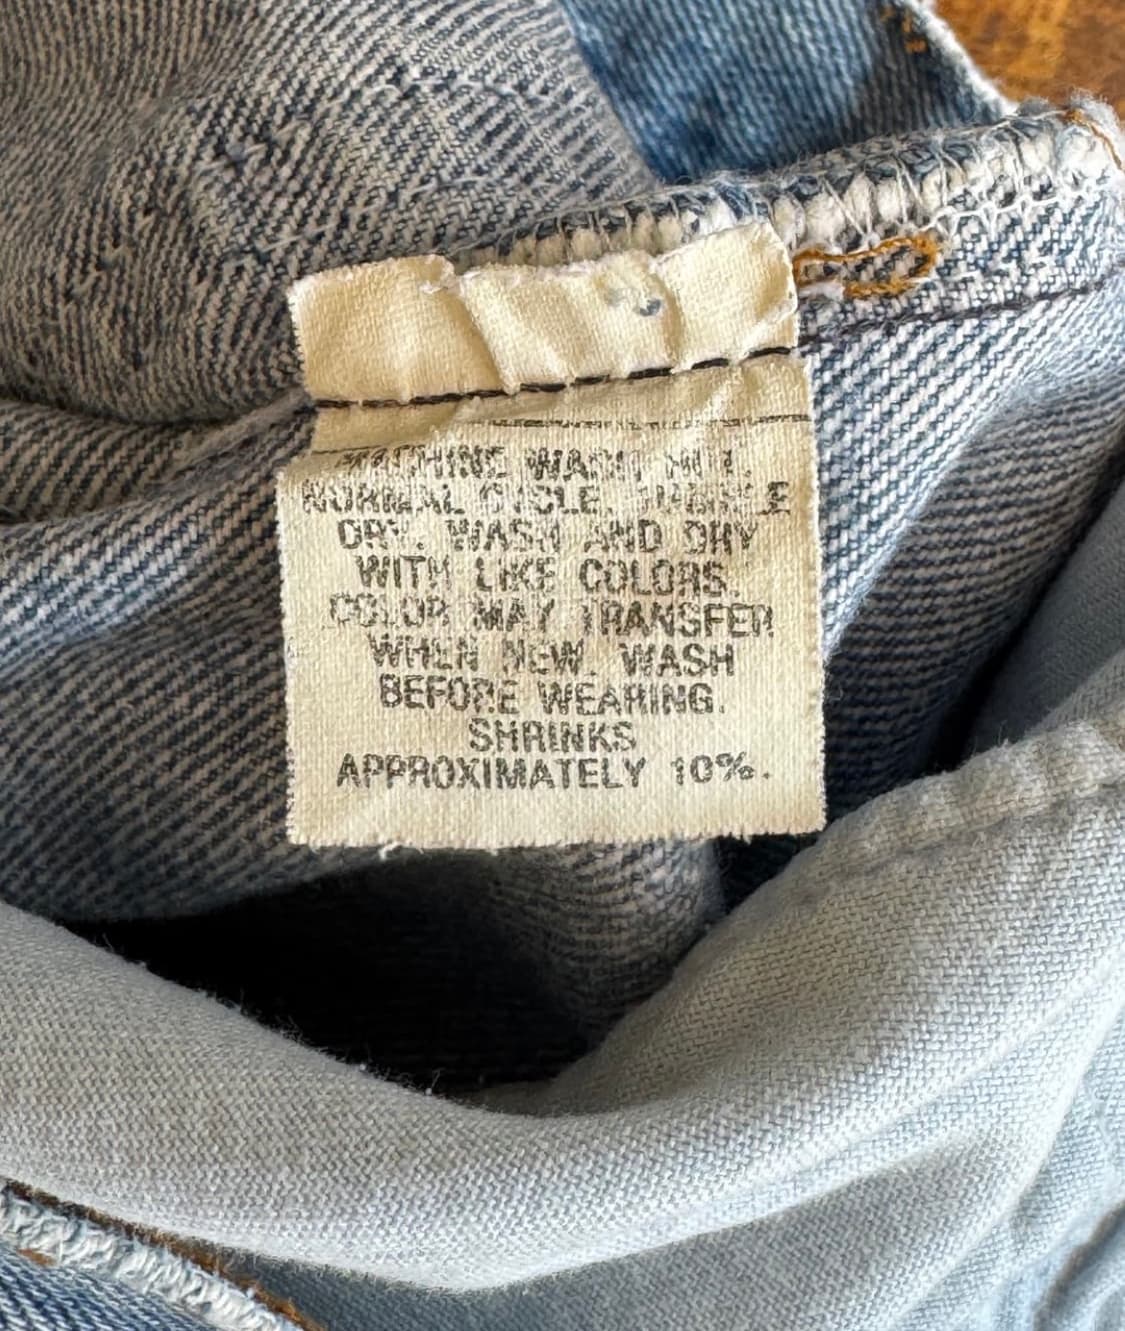 MACHINE WASH HOT.
NORMAL CYCLE. TUMBLE
DRY. WASH AND DRY
WITH LIKE COLORS.
COLOR MAY TRANSFER
WHEN NEW. WASH
BEFORE WEARING.
SHRINKS
APPROXIMATELY 10%.